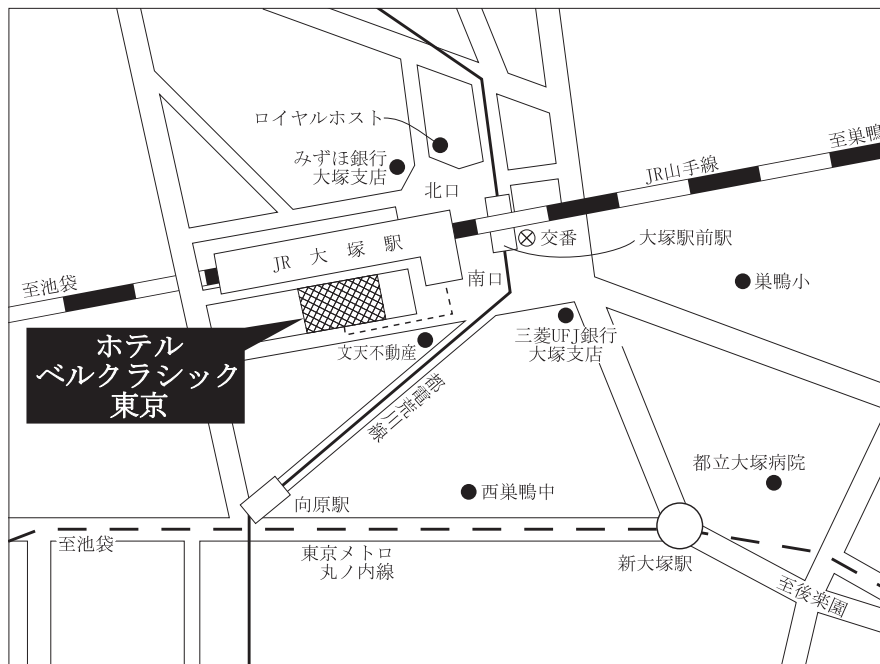 ロイヤルホスト
みずほ銀行
大塚支店
北口
JR山手線
至巣鴨
JR 大塚駅
交番
大塚駅前駅
至池袋
南口
巣鴨小
ホテル
ベルクラシック
東京
文天不動産
三菱UFJ銀行
大塚支店
都電荒川線
都立大塚病院
西巣鴨中
向原駅
至池袋
東京メトロ
丸ノ内線
新大塚駅
至後楽園